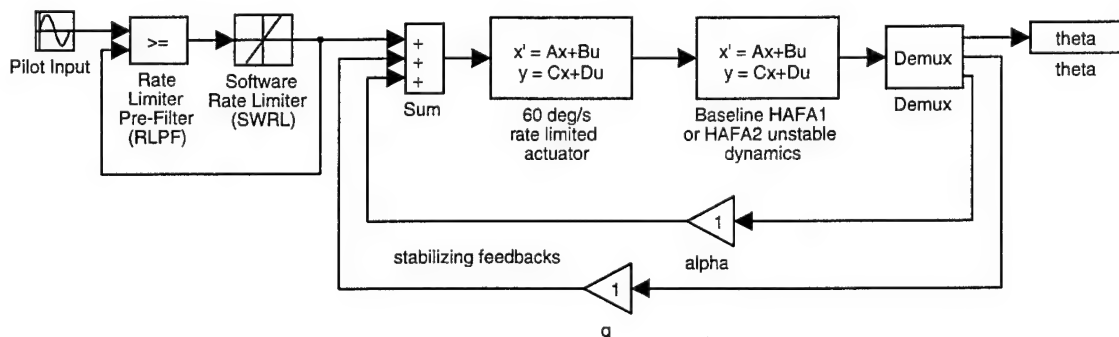 Pilot Input
>=
Rate
Limiter
Pre-Filter
(RLPF)
Software
Rate Limiter
(SWRL)
+
+
+
Sum
x' = Ax+Bu
y = Cx+Du
60 deg/s
rate limited
actuator
x' = Ax+Bu
y = Cx+Du
Baseline HAFA1
or HAFA2 unstable
dynamics
Demux
Demux
theta
theta
1
alpha
stabilizing feedbacks
1
q